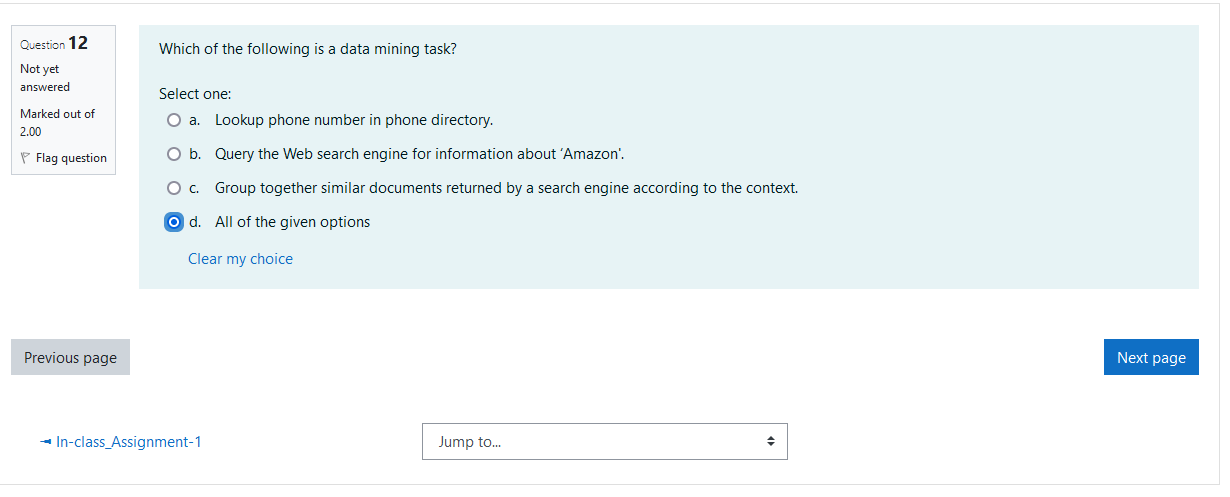 Question 12
Not yet
answered
Marked out of
2.00
Flag question
Which of the following is a data mining task?
Select one:
a. Lookup phone number in phone directory.
b. Query the Web search engine for information about ‘Amazon'.
c. Group together similar documents returned by a search engine according to the context.
d. All of the given options
Clear my choice
Previous page
Next page
In-class_Assignment-1
Jump to...